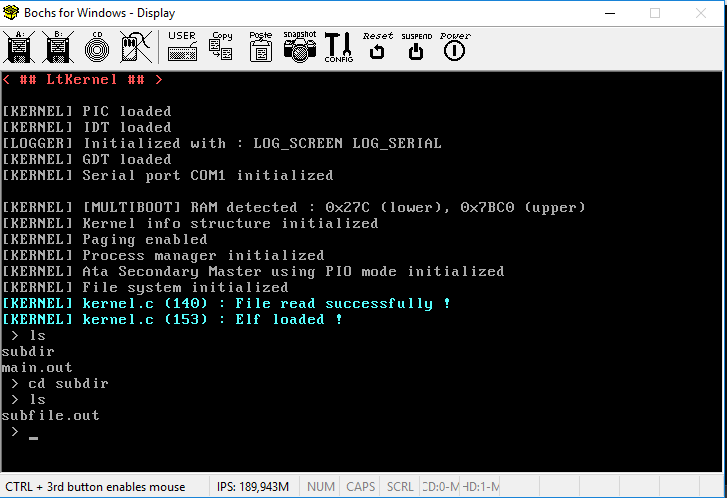 Bochs for Windows - Display
A:
B:
CD
USER
Copy
Paste
snapshot
CONFIG
Reset
SUSPEND
Power
< ## LtKernel ## >
[KERNEL] PIC loaded
[KERNEL] IDT loaded
[LOGGER] Initialized with : LOG_SCREEN LOG_SERIAL
[KERNEL] GDT loaded
[KERNEL] Serial port COM1 initialized
[KERNEL] [MULTIBOOT] RAM detected : 0x27C (lower), 0x7BC0 (upper)
[KERNEL] Kernel info structure initialized
[KERNEL] Paging enabled
[KERNEL] Process manager initialized
[KERNEL] Ata Secondary Master using PIO mode initialized
[KERNEL] File system initialized
[KERNEL] kernel.c (140) : File read successfully !
[KERNEL] kernel.c (153) : Elf loaded !
> ls
subdir
main.out
> cd subdir
> ls
subfile.out
> _
CTRL + 3rd button enables mouse
IPS: 189,943M
NUM
CAPS
SCRL
CD:0-M
HD:1-M